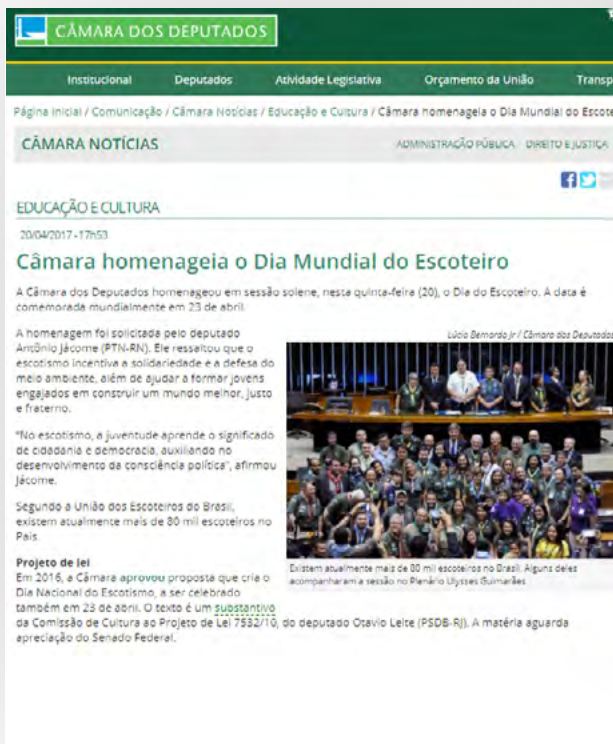 CÂMARA DOS DEPUTADOS
Institucional Deputados Atividade Legislativa Orçamento da União Transp
Página Inicial / Comunicação / Câmara Notícias / Educação e Cultura / Câmara homenageia o Dia Mundial do Escote
CÂMARA NOTÍCIAS
ADMINISTRAÇÃO PÚBLICA DIREITO E JUSTIÇA
EDUCAÇÃO E CULTURA
20/04/2017 - 17h53
Câmara homenageia o Dia Mundial do Escoteiro
A Câmara dos Deputados homenageou em sessão solene, nesta quinta-feira (20), o Dia do Escoteiro. A data é
comemorada mundialmente em 23 de abril.
A homenagem foi solicitada pelo deputado
Antônio Jácome (PTN-RN). Ele ressaltou que o
escotismo incentiva a solidariedade e a defesa do
meio ambiente, além de ajudar a formar jovens
engajados em construir um mundo melhor, justo
e fraterno.
"No escotismo, a juventude aprende o significado
de cidadania e democracia, auxiliando no
desenvolvimento da consciência política", afirmou
Jácome.
Segundo a União dos Escoteiros do Brasil,
existem atualmente mais de 80 mil escoteiros no
País.
Lúcio Bernardo Jr / Câmara dos Deputados
Existem atualmente mais de 80 mil escoteiros no Brasil. Alguns deles
acompanharam a sessão no Plenário Ulysses Guimarães
Projeto de lei
Em 2016, a Câmara aprovou proposta que cria o
Dia Nacional do Escotismo, a ser celebrado
também em 23 de abril. O texto é um substantivo
da Comissão de Cultura ao Projeto de Lei 7532/10, do deputado Otavio Leite (PSDB-RJ). A matéria aguarda
apreciação do Senado Federal.